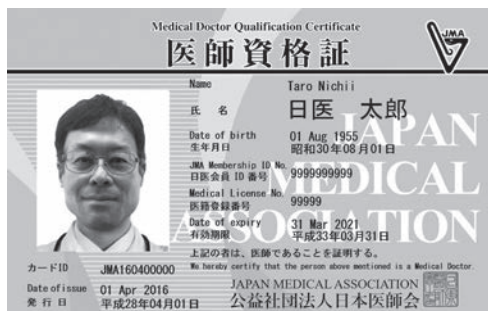 Medical Doctor Qualification Certificate
医師資格証
JMA
Name Taro Nichii
氏 名 日医 太郎
Date of birth 01 Aug 1955
生年月日 昭和30年08月01日
JMA Membership ID No.
日医会員 ID 番号 9999999999
Medical License No.
医籍登録番号 99999
Date of expiry 31 Mar 2021
有効期限 平成33年03月31日
JAPAN
MEDICAL
ASSOCIATION
上記の者は、医師であることを証明する。
We hereby certify that the person above mentioned is a Medical Doctor.
カードID JMA160400000
Date of issue 01 Apr 2016
発 行 日 平成28年04月01日
JAPAN MEDICAL ASSOCIATION
公益社団法人日本医師会